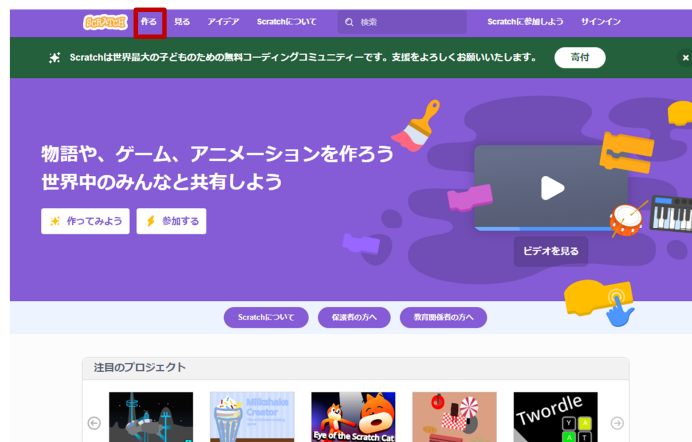 SCRATCH 作る 見る アイデア Scratchについて 検索 Scratchに参加しよう サインイン
Scratchは世界最大の子どものための無料コーディングコミュニティーです。支援をよろしくお願いいたします。 寄付
物語や、ゲーム、アニメーションを作ろう
世界中のみんなと共有しよう
作ってみよう 参加する
ビデオを見る
Scratchについて 保護者の方へ 教育関係者の方へ
注目のプロジェクト
Milkshake
Creator
Eye of the Scratch Cat
Twordle
Y A
A T